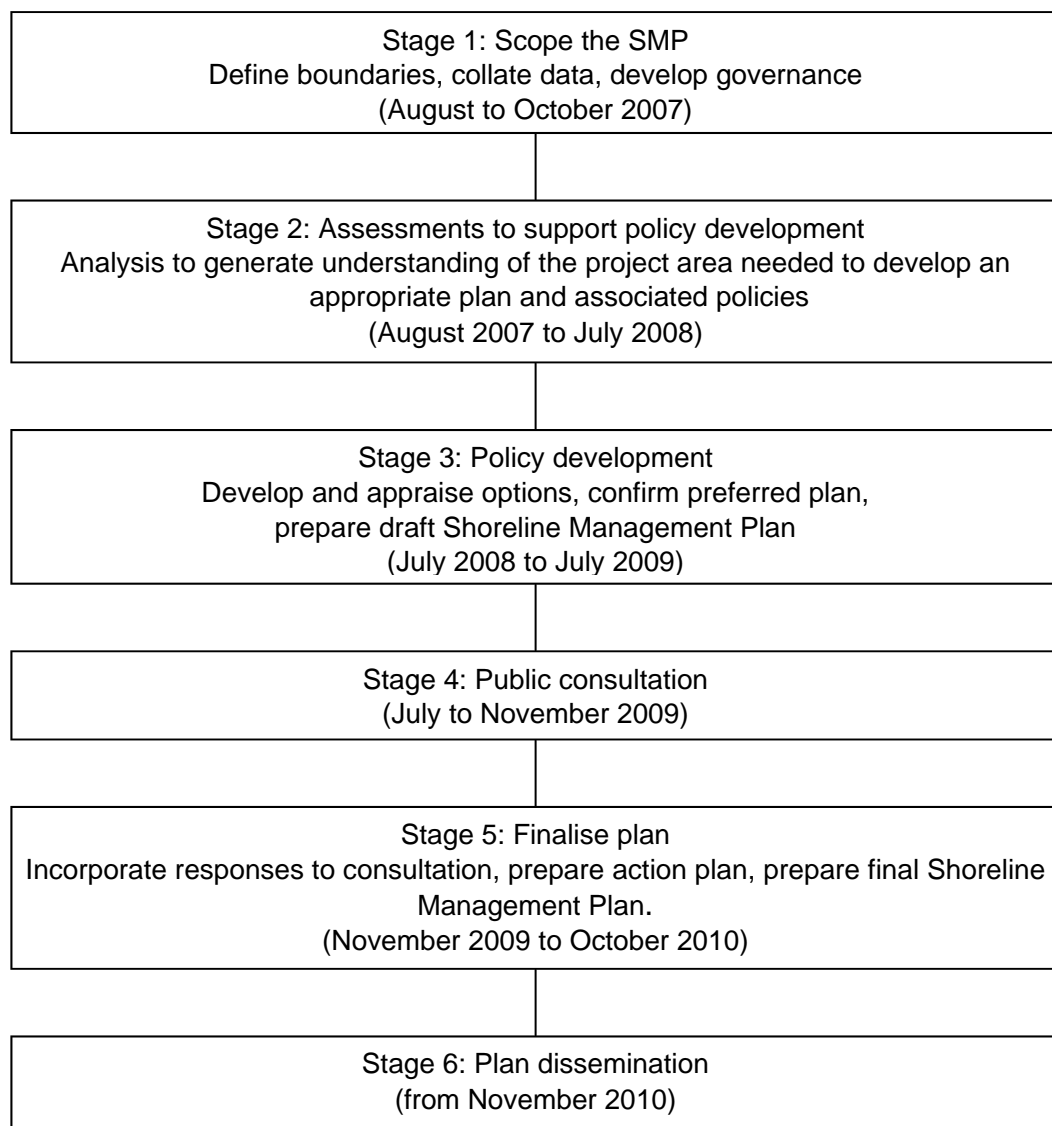 Stage 1: Scope the SMP
Define boundaries, collate data, develop governance
(August to October 2007)
Stage 2: Assessments to support policy development
Analysis to generate understanding of the project area needed to develop an
appropriate plan and associated policies
(August 2007 to July 2008)
Stage 3: Policy development
Develop and appraise options, confirm preferred plan,
prepare draft Shoreline Management Plan
(July 2008 to July 2009)
Stage 4: Public consultation
(July to November 2009)
Stage 5: Finalise plan
Incorporate responses to consultation, prepare action plan, prepare final Shoreline
Management Plan.
(November 2009 to October 2010)
Stage 6: Plan dissemination
(from November 2010)